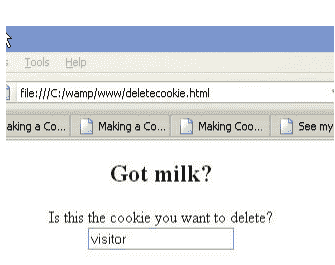 Tools Help
file:///C:/wamp/www/deletecookie.html
aking a Co... Making a Co... Making Coo... See my
Got milk?
Is this the cookie you want to delete?
visitor